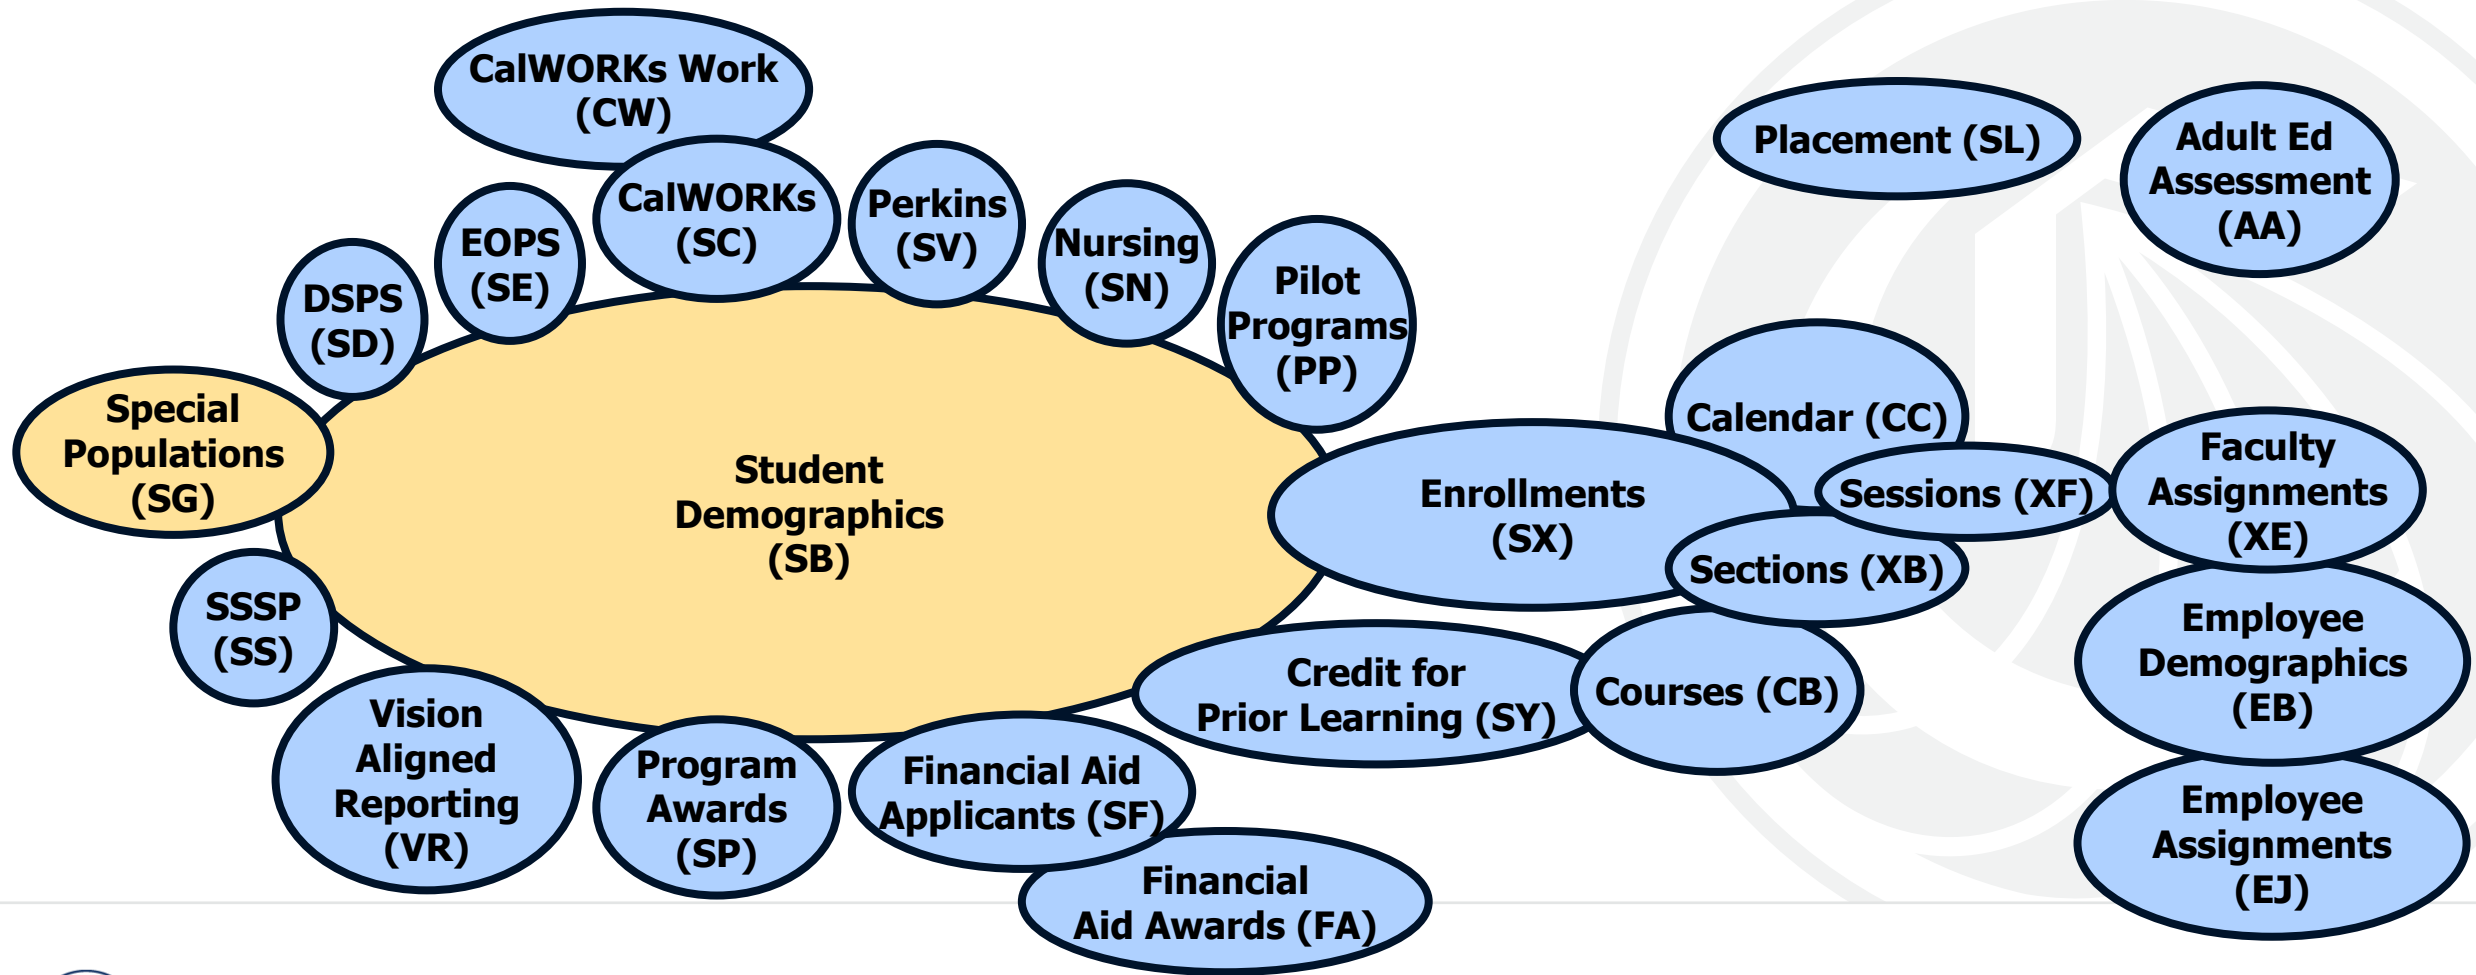 CalWORKs Work
(CW)
Placement (SL)
Adult Ed
Assessment
(AA)
CalWORKs
(SC)
Perkins
(SV)
EOPS
(SE)
Nursing
(SN)
DSPS
(SD)
Pilot
Programs
(PP)
Special
Populations
(SG)
Calendar (CC)
Student
Demographics
(SB)
Enrollments
(SX)
Sessions (XF)
Faculty
Assignments
(XE)
Sections (XB)
SSSP
(SS)
Employee
Demographics
(EB)
Credit for
Prior Learning (SY)
Courses (CB)
Vision
Aligned
Reporting
(VR)
Program
Awards
(SP)
Financial Aid
Applicants (SF)
Employee
Assignments
(EJ)
Financial
Aid Awards (FA)